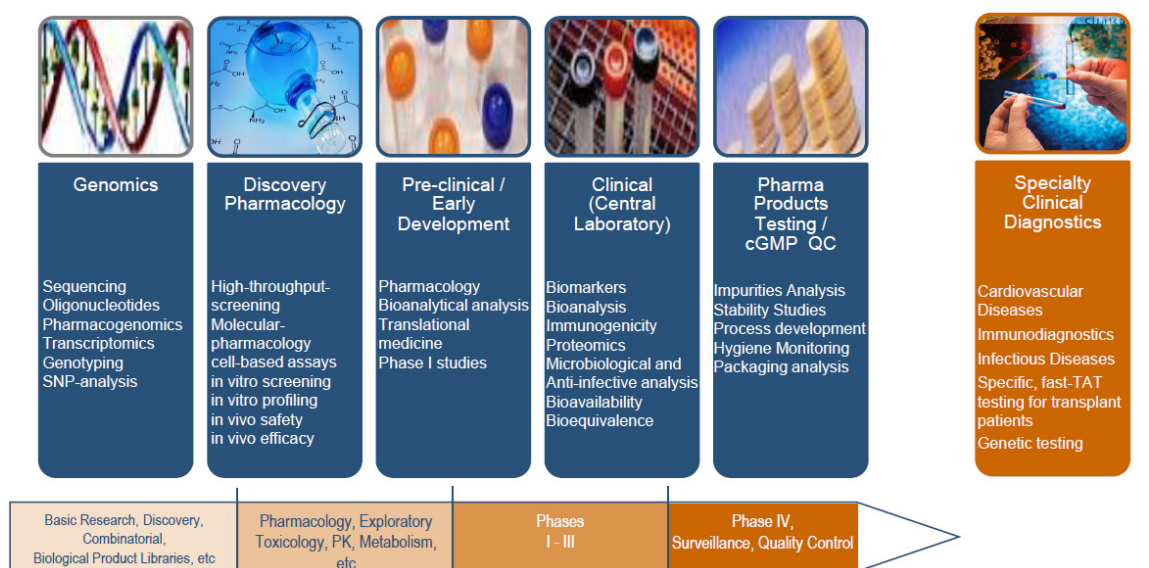 Genomics
Sequencing
Oligonucleotides
Pharmacogenomics
Transcriptomics
Genotyping
SNP-analysis
Discovery
Pharmacology
High-throughput-
screening
Molecular-
pharmacology
cell-based assays
in vitro screening
in vitro profiling
in vivo safety
in vivo efficacy
Pre-clinical /
Early
Development
Pharmacology
Bioanalytical analysis
Translational
medicine
Phase I studies
Clinical
(Central
Laboratory)
Biomarkers
Bioanalysis
Immunogenicity
Proteomics
Microbiological and
Anti-infective analysis
Bioavailability
Bioequivalence
Pharma
Products
Testing /
cGMP QC
Impurities Analysis
Stability Studies
Process development
Hygiene Monitoring
Packaging analysis
Specialty
Clinical
Diagnostics
Cardiovascular
Diseases
Immunodiagnostics
Infectious Diseases
Specific, fast-TAT
testing for transplant
patients
Genetic testing
Basic Research, Discovery,
Combinatorial,
Biological Product Libraries, etc
Pharmacology, Exploratory
Toxicology, PK, Metabolism,
etc
Phases
I - III
Phase IV,
Surveillance, Quality Control